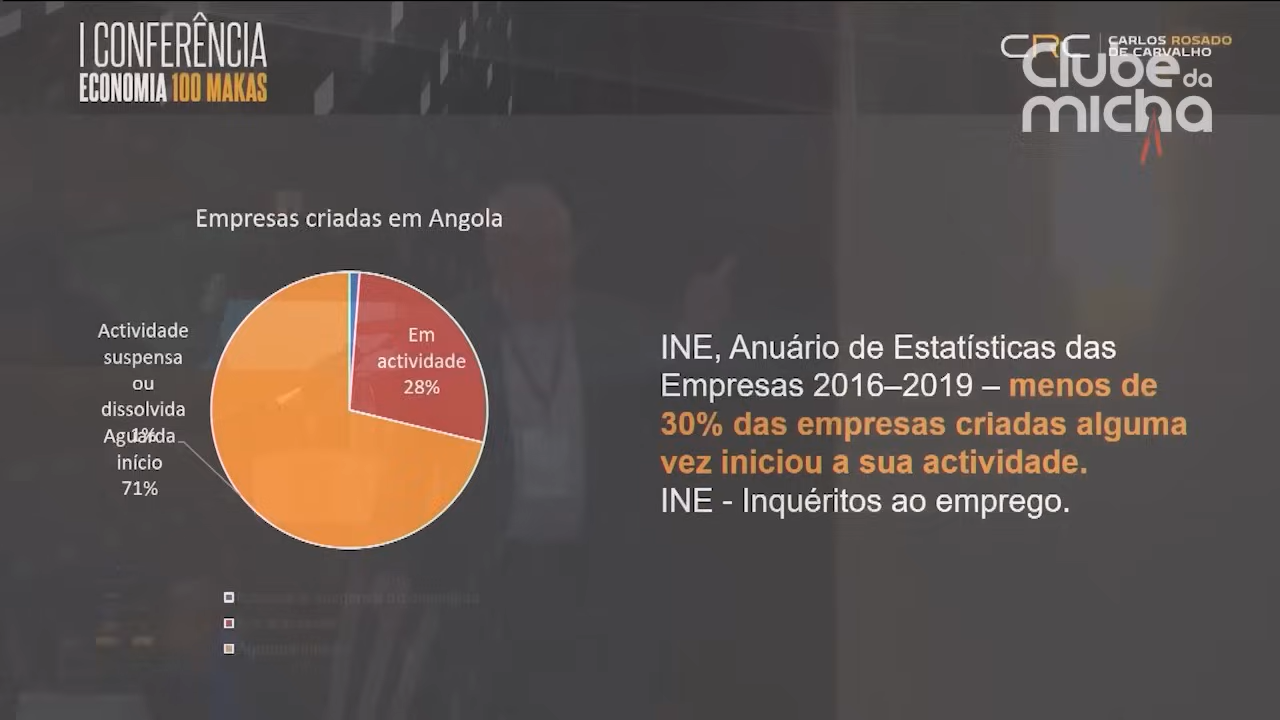 I CONFERÊNCIA
ECONOMIA 100 MAKAS
CRC CARLOS ROSADO
DE CARVALHO
Clube da
micha
Empresas criadas em Angola
Actividade
suspensa
ou
dissolvida
1%
Aguarda
início
71%
Em
actividade
28%
INE, Anuário de Estatísticas das
Empresas 2016–2019 – menos de
30% das empresas criadas alguma
vez iniciou a sua actividade.
INE - Inquéritos ao emprego.